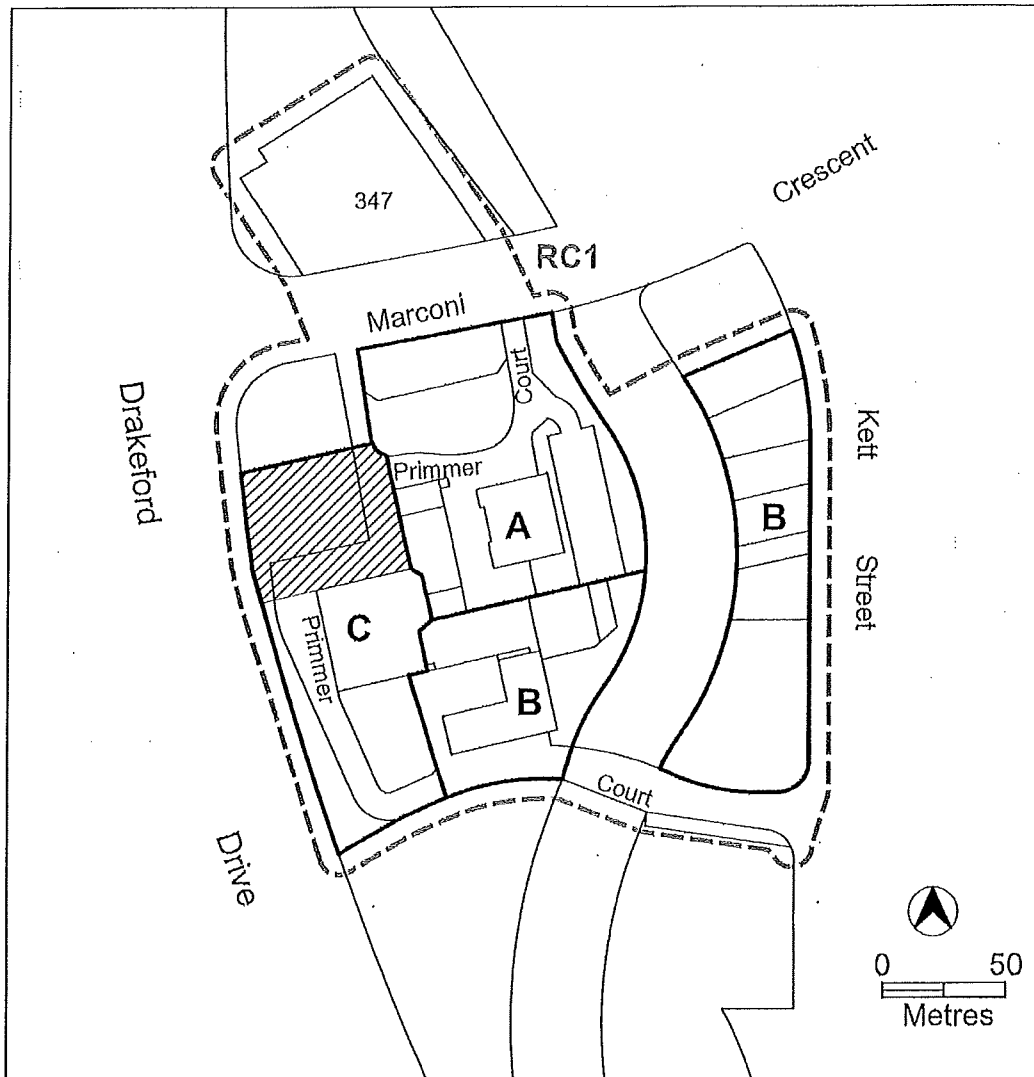 Crescent
347
RC1
Marconi
Court
Drakeford
Kett
Primmer
A
B
Street
C
Primmer
B
Court
Drive
0 50
Metres